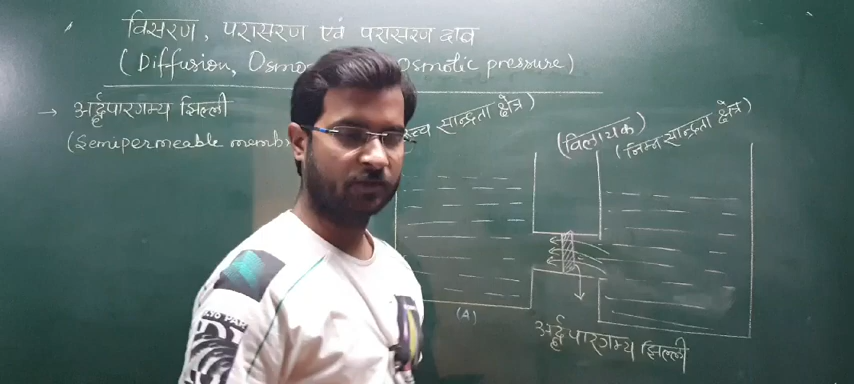 विसरण, परासरण एवं परासरण दाब
(Diffusion, Osmo Osmotic pressure)
→ अर्द्धपारगम्य झिल्ली
(Semipermeable memb
उच्च सान्द्रता क्षेत्र)
(विलायक)
(निम्न सान्द्रता क्षेत्र)
(A)
अर्द्धपारगम्य झिल्ली